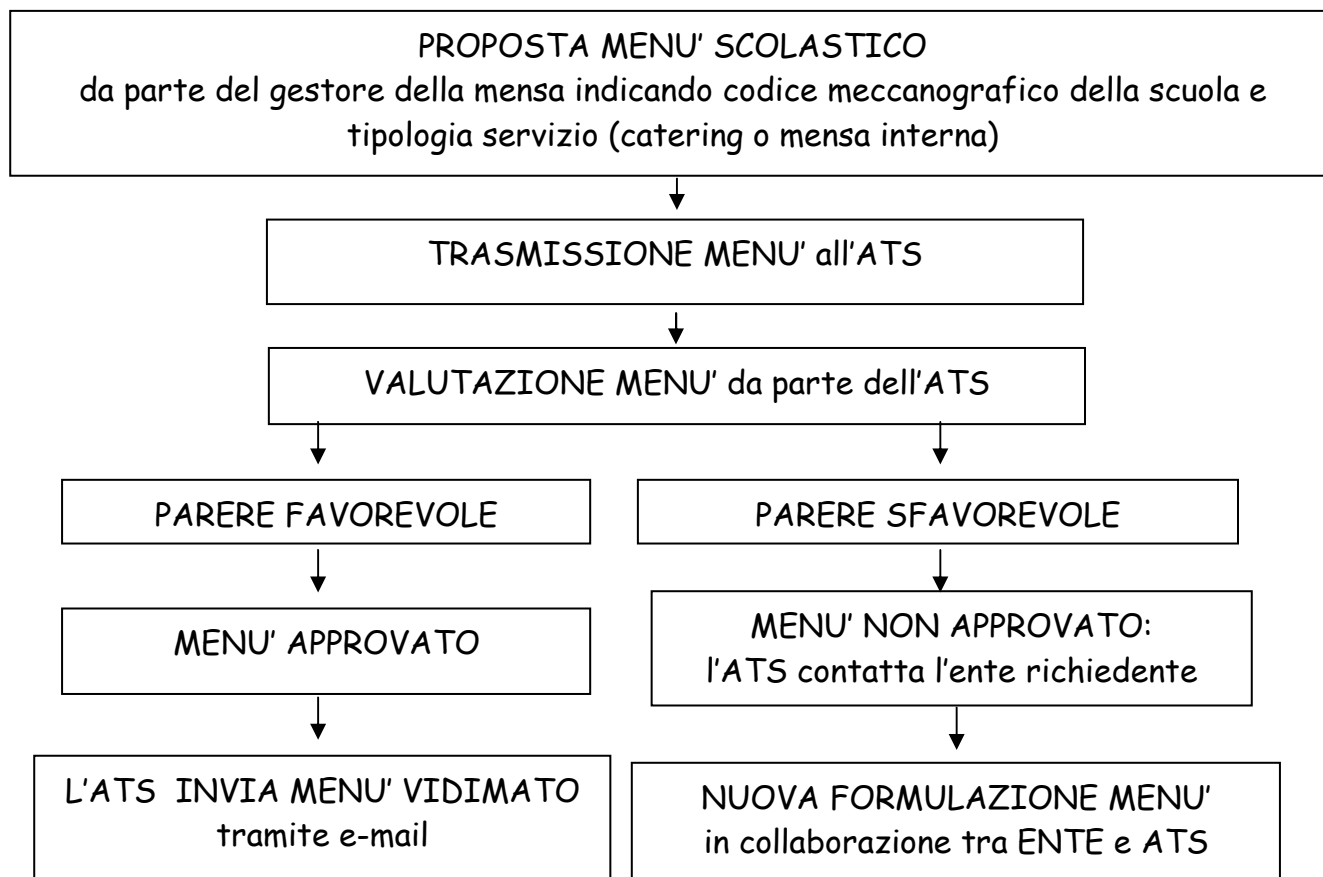 PROPOSTA MENU' SCOLASTICO
da parte del gestore della mensa indicando codice meccanografico della scuola e
tipologia servizio (catering o mensa interna)
TRASMISSIONE MENU' all'ATS
VALUTAZIONE MENU' da parte dell'ATS
PARERE FAVOREVOLE
PARERE SFAVOREVOLE
MENU' APPROVATO
MENU' NON APPROVATO:
l'ATS contatta l'ente richiedente
L'ATS INVIA MENU' VIDIMATO
tramite e-mail
NUOVA FORMULAZIONE MENU'
in collaborazione tra ENTE e ATS